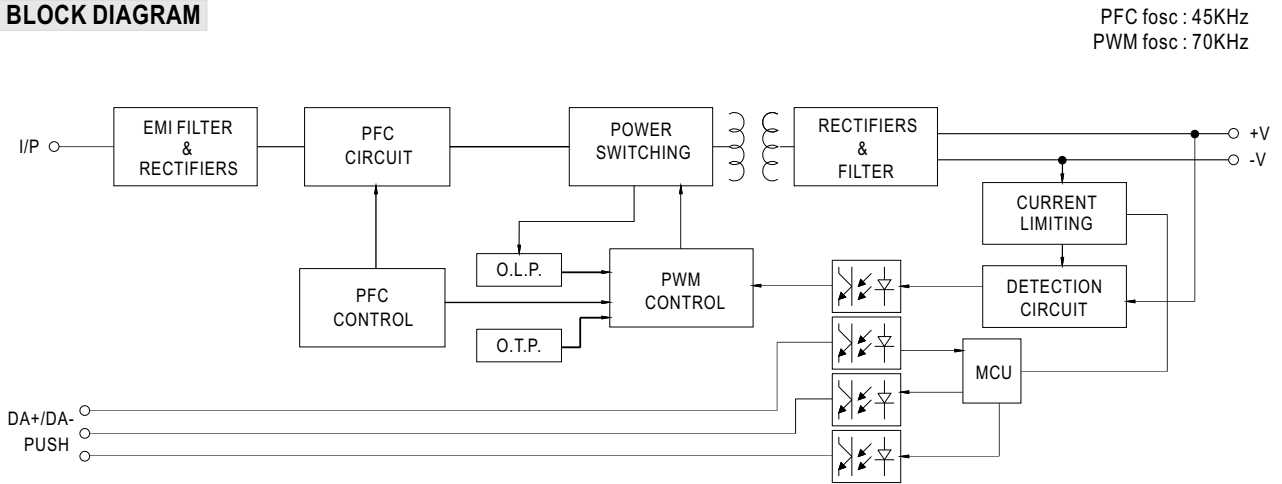 BLOCK DIAGRAM
PFC fosc : 45KHz
PWM fosc : 70KHz
I/P
EMI FILTER
&
RECTIFIERS
PFC
CIRCUIT
POWER
SWITCHING
RECTIFIERS
&
FILTER
+V
-V
CURRENT
LIMITING
O.L.P.
PFC
CONTROL
PWM
CONTROL
DETECTION
CIRCUIT
O.T.P.
MCU
DA+/DA-
PUSH